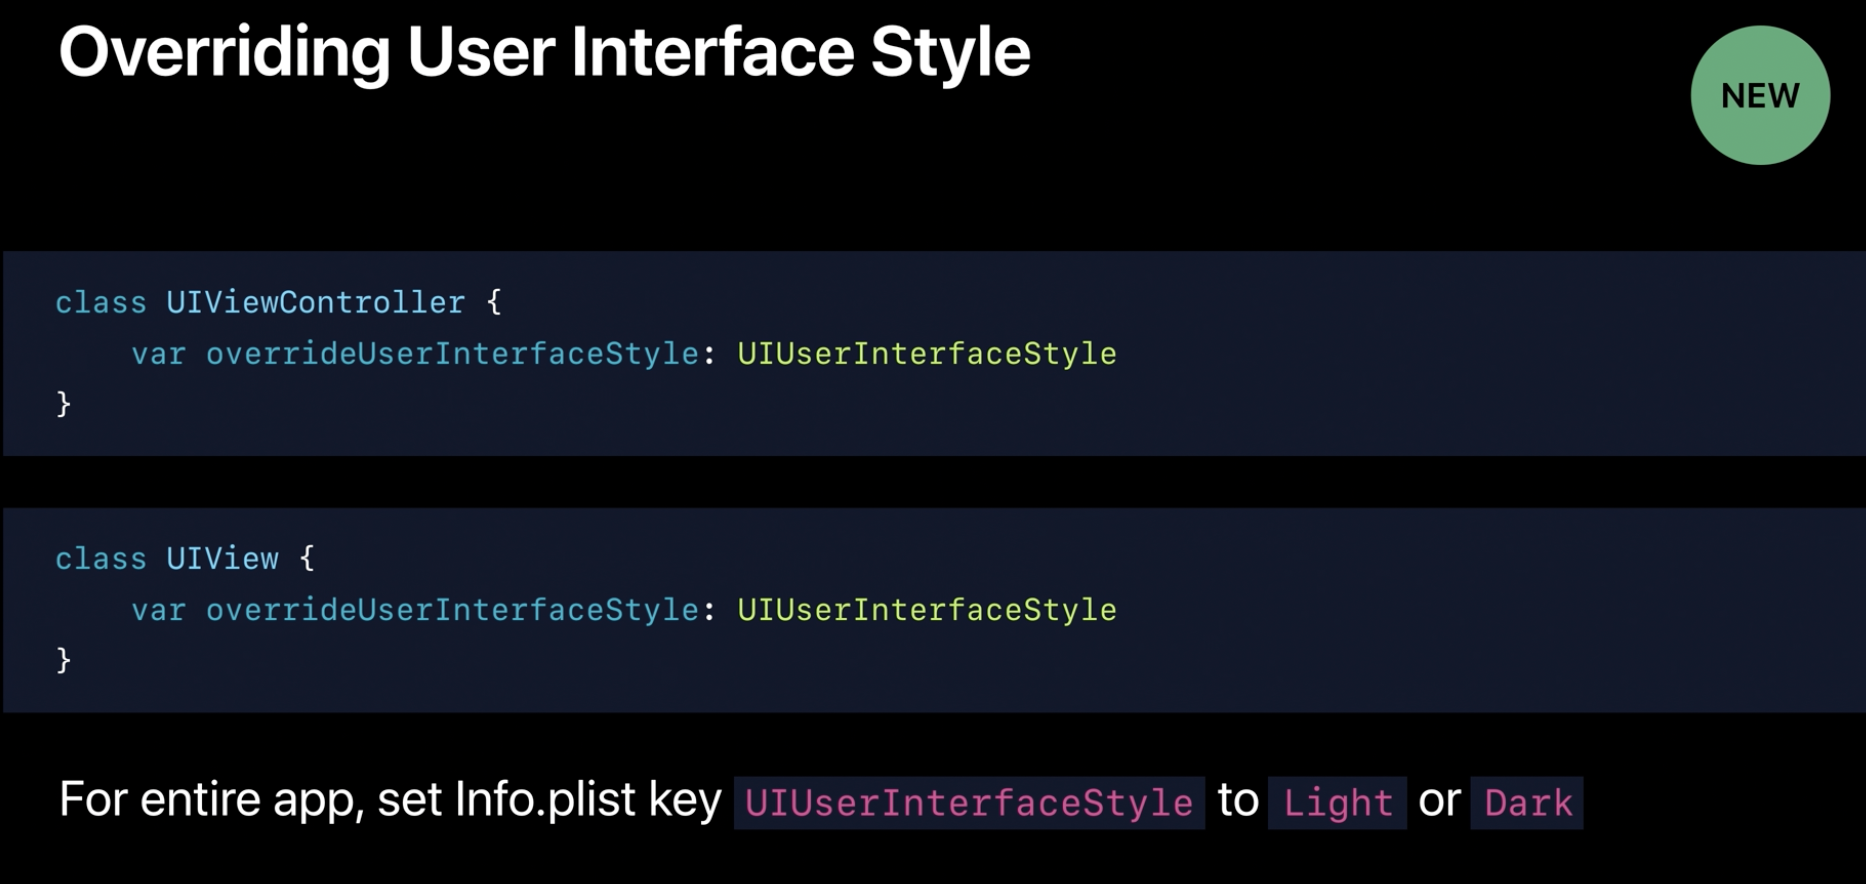 Overriding User Interface Style
NEW
class UIViewController {
    var overrideUserInterfaceStyle: UIUserInterfaceStyle
}
class UIView {
    var overrideUserInterfaceStyle: UIUserInterfaceStyle
}
For entire app, set Info.plist key UIUserInterfaceStyle to Light or Dark